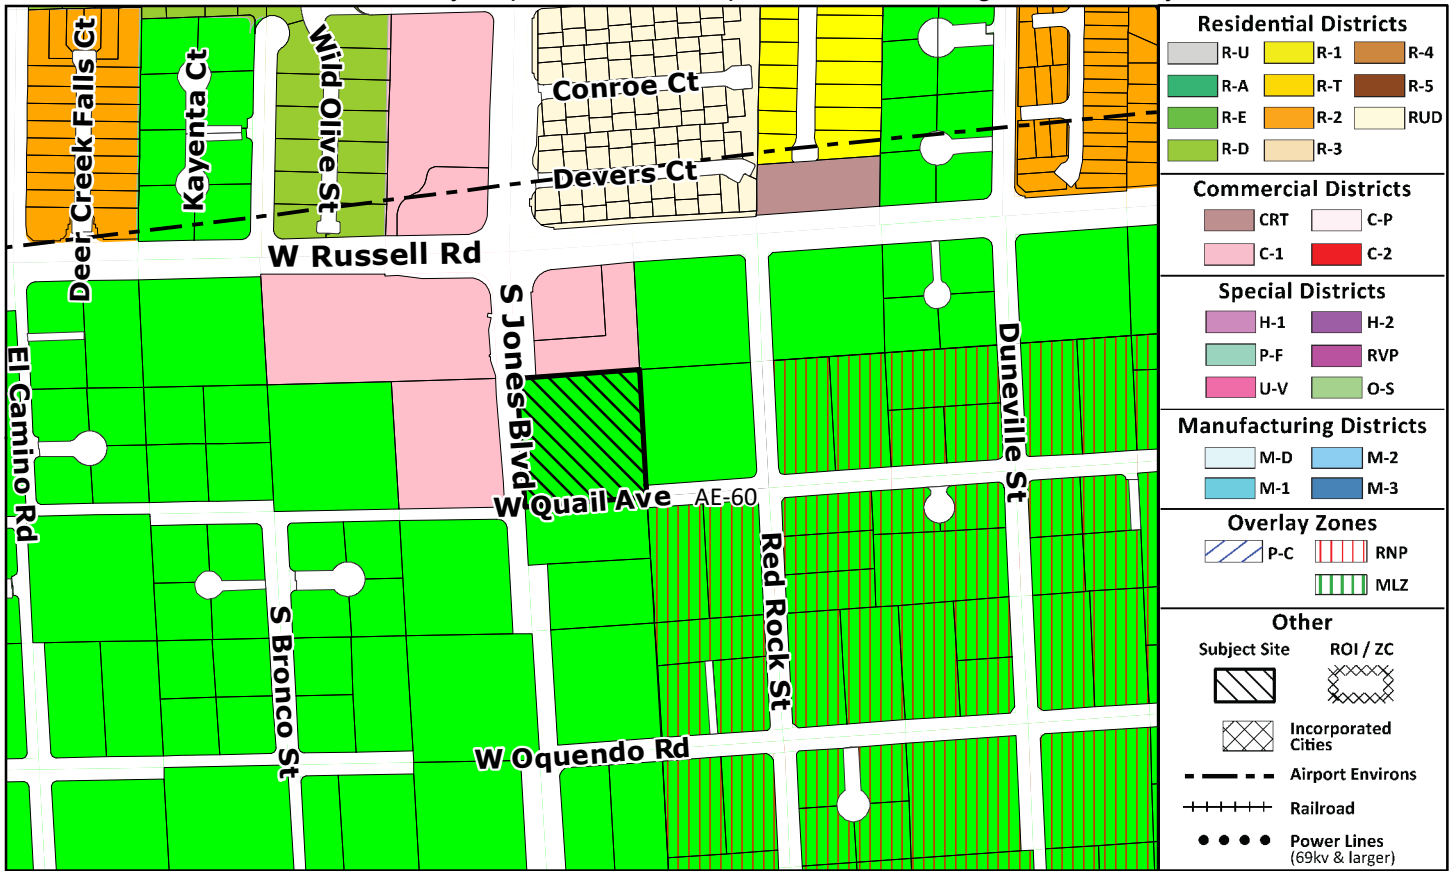 Deer Creek Falls Ct
Kayenta Ct
Wild Olive St
Conroe Ct
Devers Ct
W Russell Rd
S Jones Blvd
El Camino Rd
Duneville St
W Quail Ave
AE-60
Red Rock St
S Bronco St
W Oquendo Rd
Residential Districts
R-U
R-1
R-4
R-A
R-T
R-5
R-E
R-2
RUD
R-D
R-3
Commercial Districts
CRT
C-P
C-1
C-2
Special Districts
H-1
H-2
P-F
RVP
U-V
O-S
Manufacturing Districts
M-D
M-2
M-1
M-3
Overlay Zones
P-C
RNP
MLZ
Other
Subject Site
ROI / ZC
Incorporated
Cities
Airport Environs
Railroad
Power Lines
(69kv & larger)